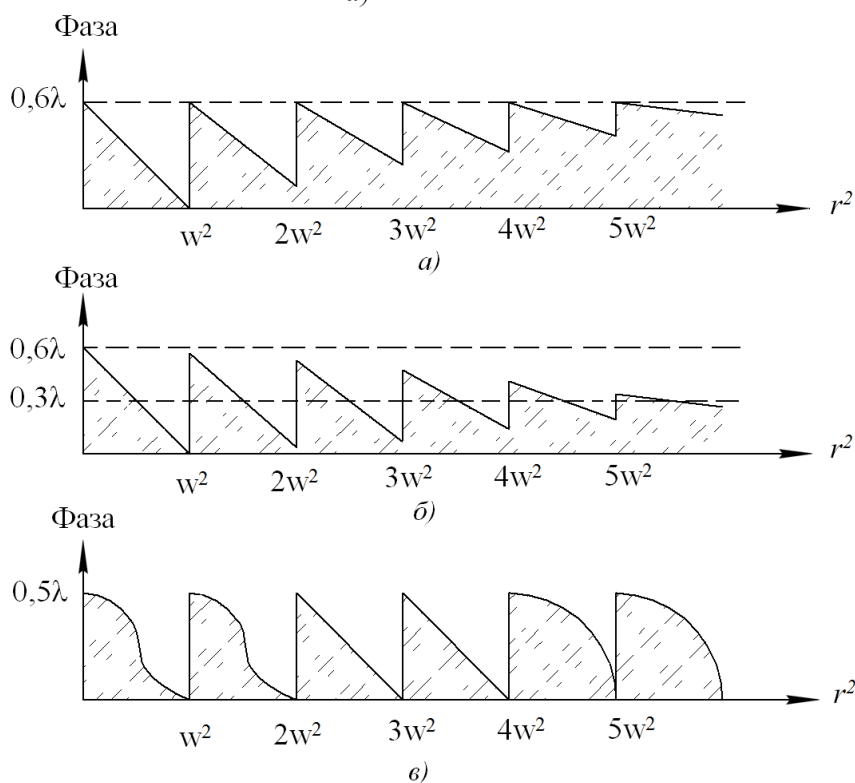 Фаза
0,6λ
w² 2w² 3w² 4w² 5w² r²
а)
Фаза
0,6λ
0,3λ
w² 2w² 3w² 4w² 5w² r²
б)
Фаза
0,5λ
w² 2w² 3w² 4w² 5w² r²
в)